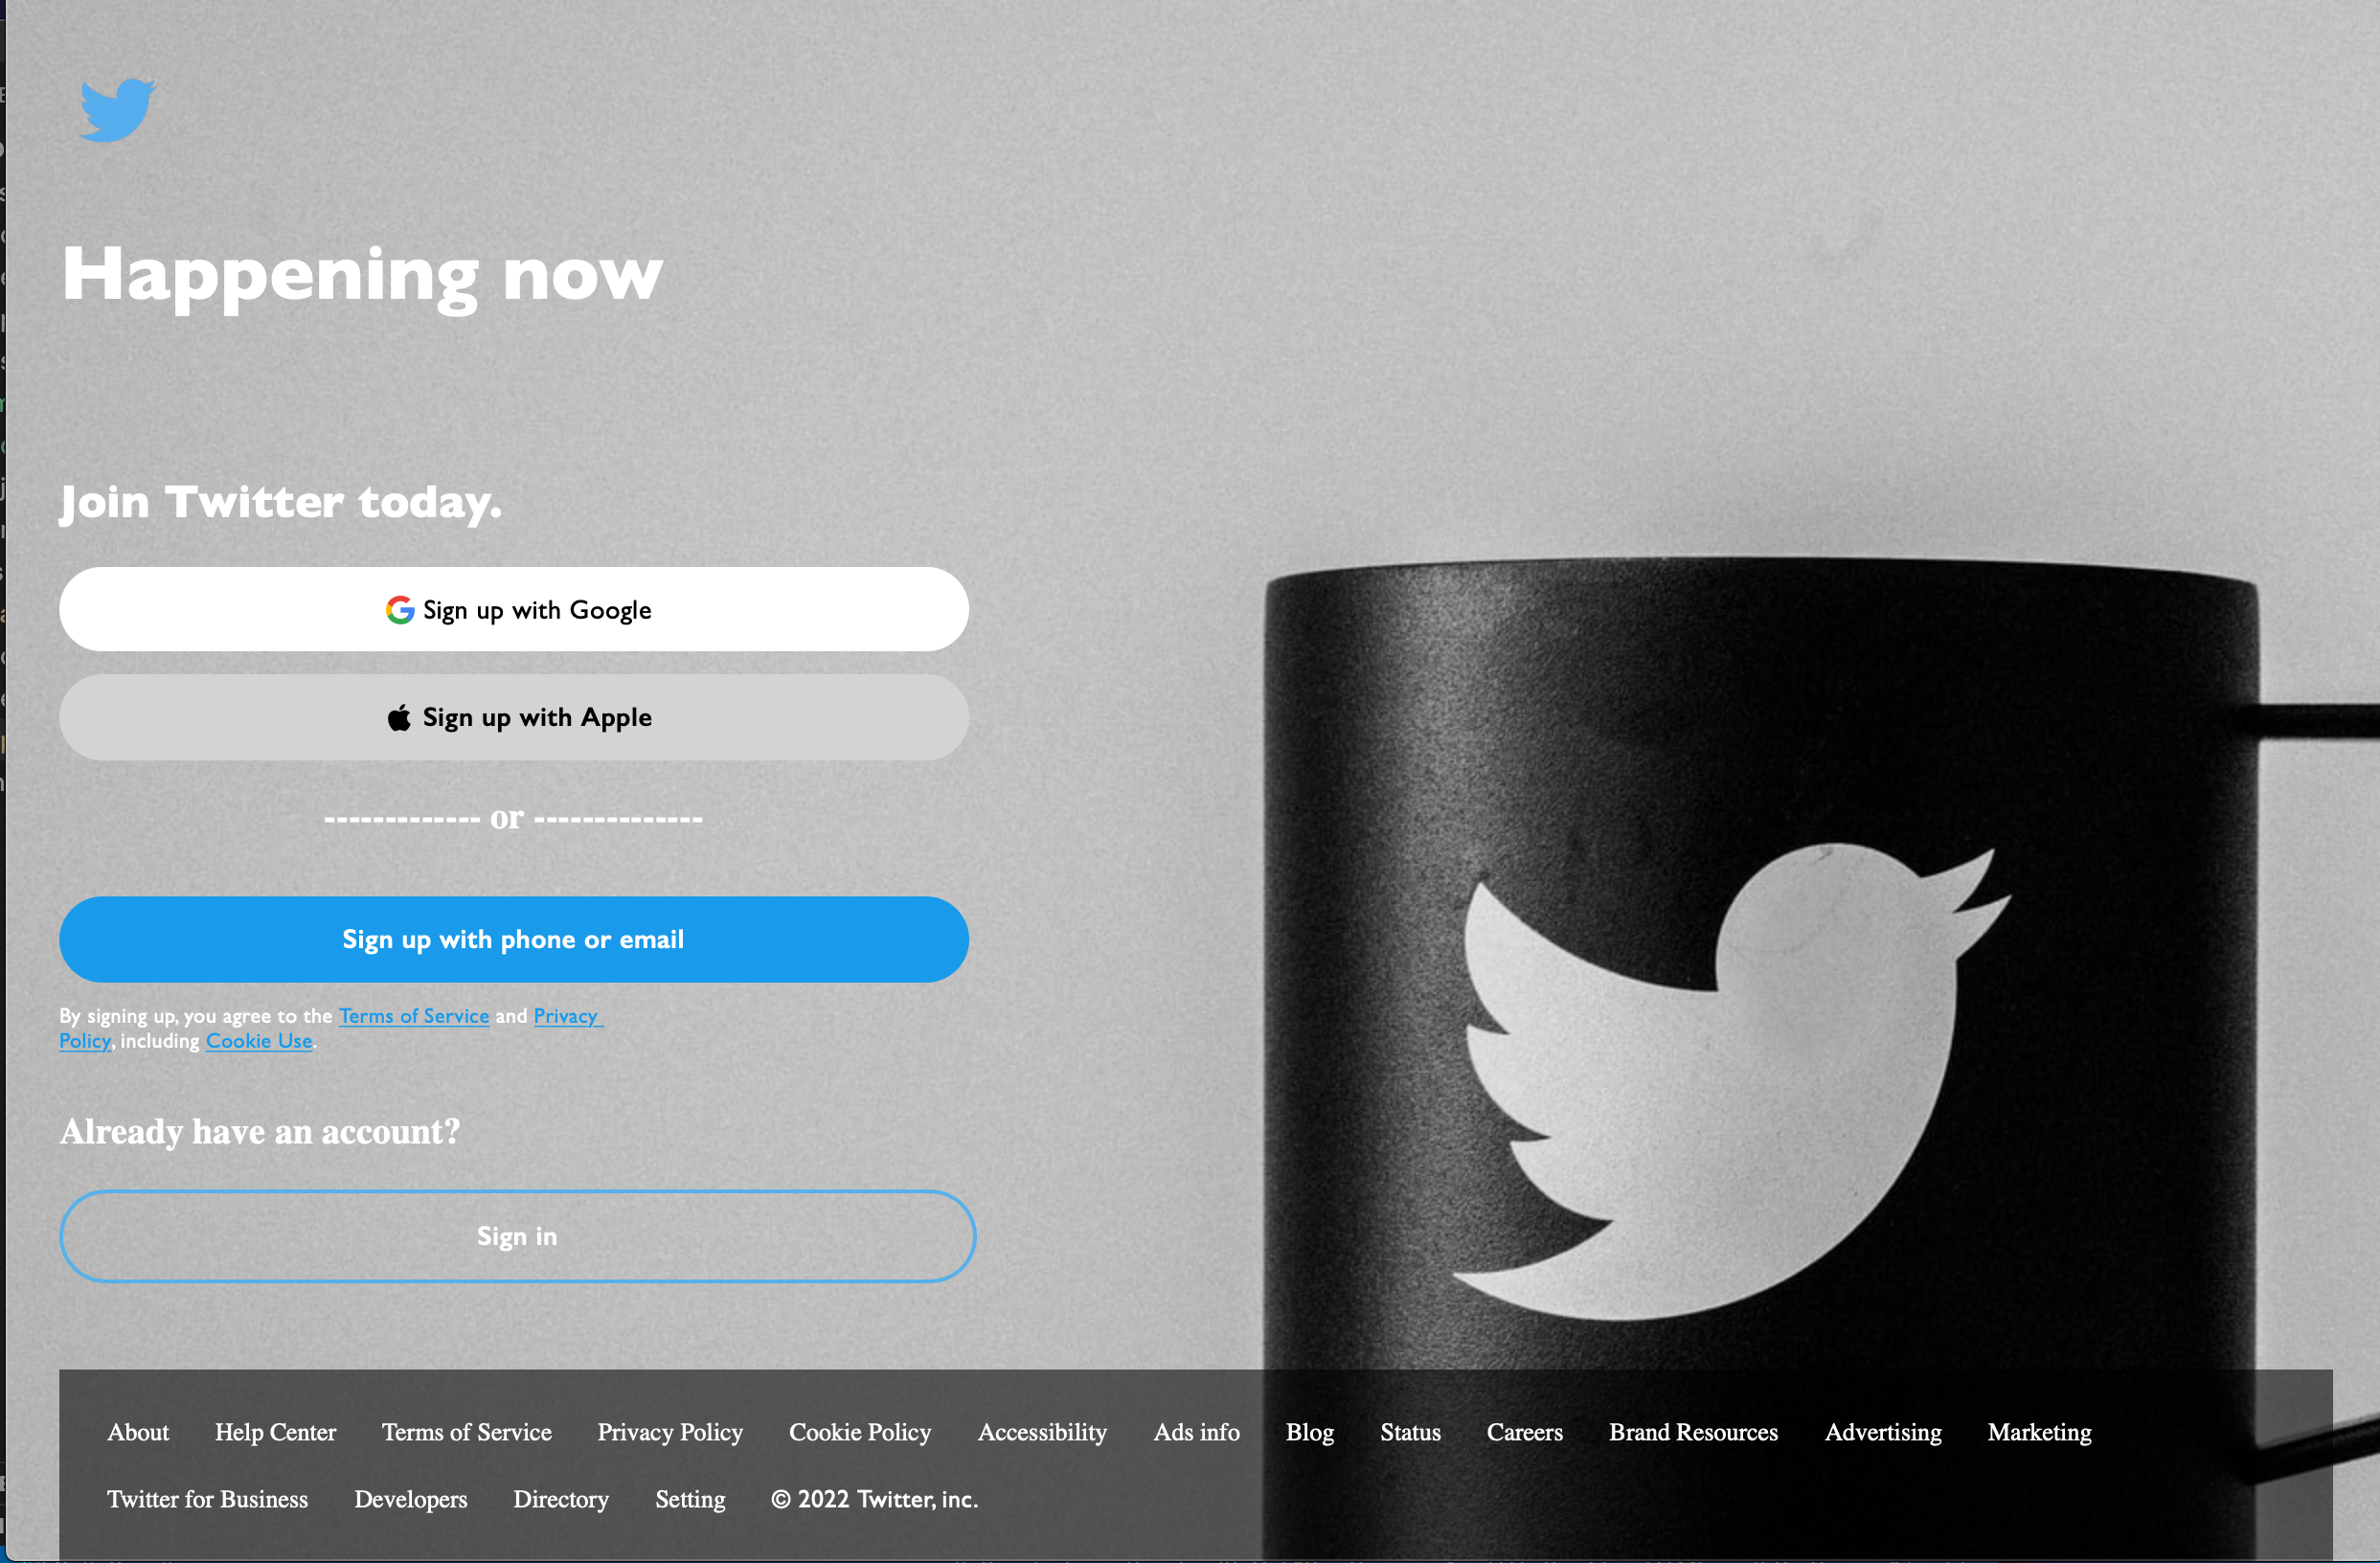 Happening now
Join Twitter today.
Sign up with Google
Sign up with Apple
------------- or --------------
Sign up with phone or email
By signing up, you agree to the Terms of Service and Privacy
Policy, including Cookie Use.
Already have an account?
Sign in
About Help Center Terms of Service Privacy Policy Cookie Policy Accessibility Ads info Blog Status Careers Brand Resources Advertising Marketing
Twitter for Business Developers Directory Setting © 2022 Twitter, inc.